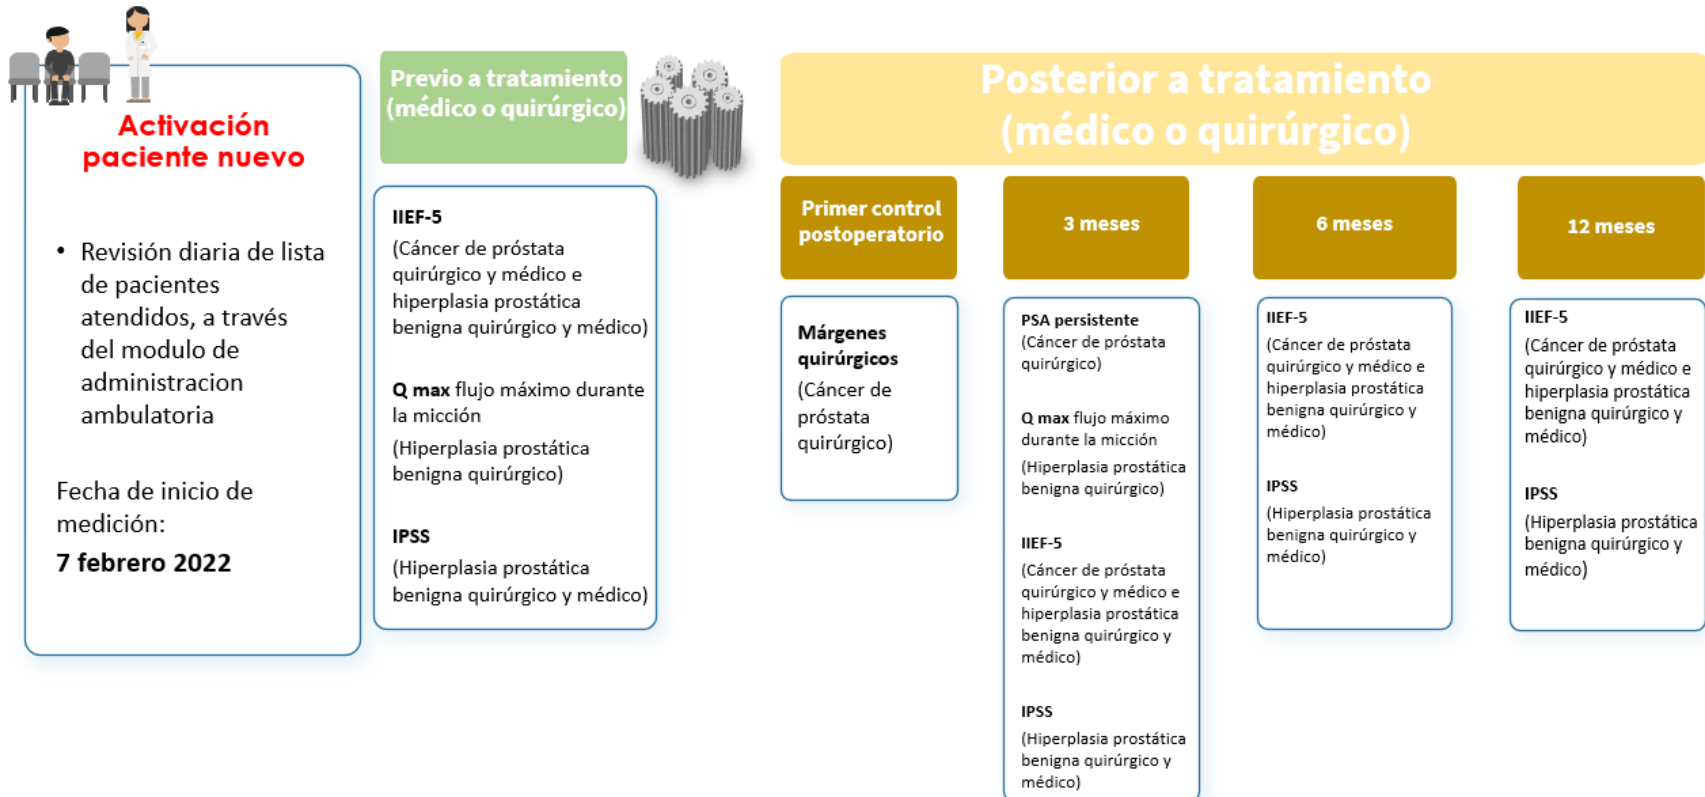 Activación
paciente nuevo
• Revisión diaria de lista
de pacientes
atendidos, a través
del modulo de
administracion
ambulatoria
Fecha de inicio de
medición:
7 febrero 2022
Previo a tratamiento
(médico o quirúrgico)
IIEF-5
(Cáncer de próstata
quirúrgico y médico e
hiperplasia prostática
benigna quirúrgico y médico)
Q max flujo máximo durante
la micción
(Hiperplasia prostática
benigna quirúrgico)
IPSS
(Hiperplasia prostática
benigna quirúrgico y médico)
Posterior a tratamiento
(médico o quirúrgico)
Primer control
postoperatorio
Márgenes
quirúrgicos
(Cáncer de
próstata
quirúrgico)
3 meses
PSA persistente
(Cáncer de próstata
quirúrgico)
Q max flujo máximo
durante la micción
(Hiperplasia prostática
benigna quirúrgico)
IIEF-5
(Cáncer de próstata
quirúrgico y médico e
hiperplasia prostática
benigna quirúrgico y
médico)
IPSS
(Hiperplasia prostática
benigna quirúrgico y
médico)
6 meses
IIEF-5
(Cáncer de próstata
quirúrgico y médico e
hiperplasia prostática
benigna quirúrgico y
médico)
IPSS
(Hiperplasia prostática
benigna quirúrgico y
médico)
12 meses
IIEF-5
(Cáncer de próstata
quirúrgico y médico e
hiperplasia prostática
benigna quirúrgico y
médico)
IPSS
(Hiperplasia prostática
benigna quirúrgico y
médico)